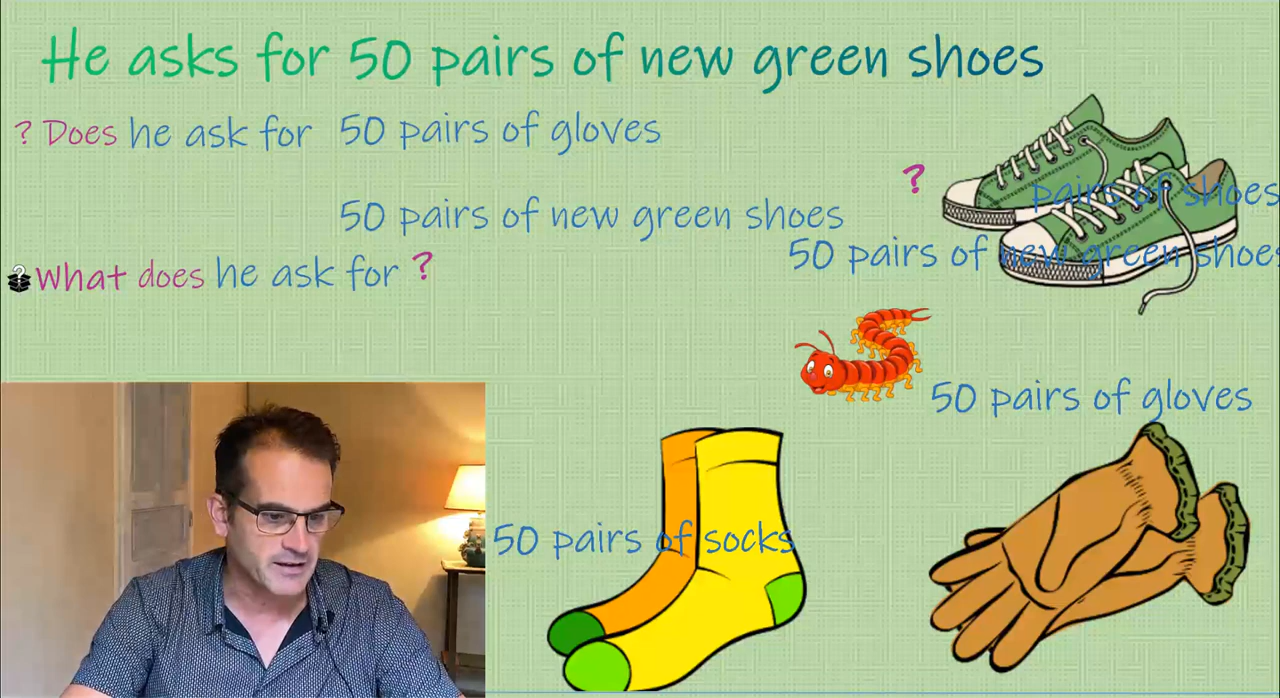 He asks for 50 pairs of new green shoes
? Does he ask for 50 pairs of gloves
50 pairs of new green shoes
?
pairs of shoes
50 pairs of new green shoes
What does he ask for ?
50 pairs of gloves
50 pairs of socks